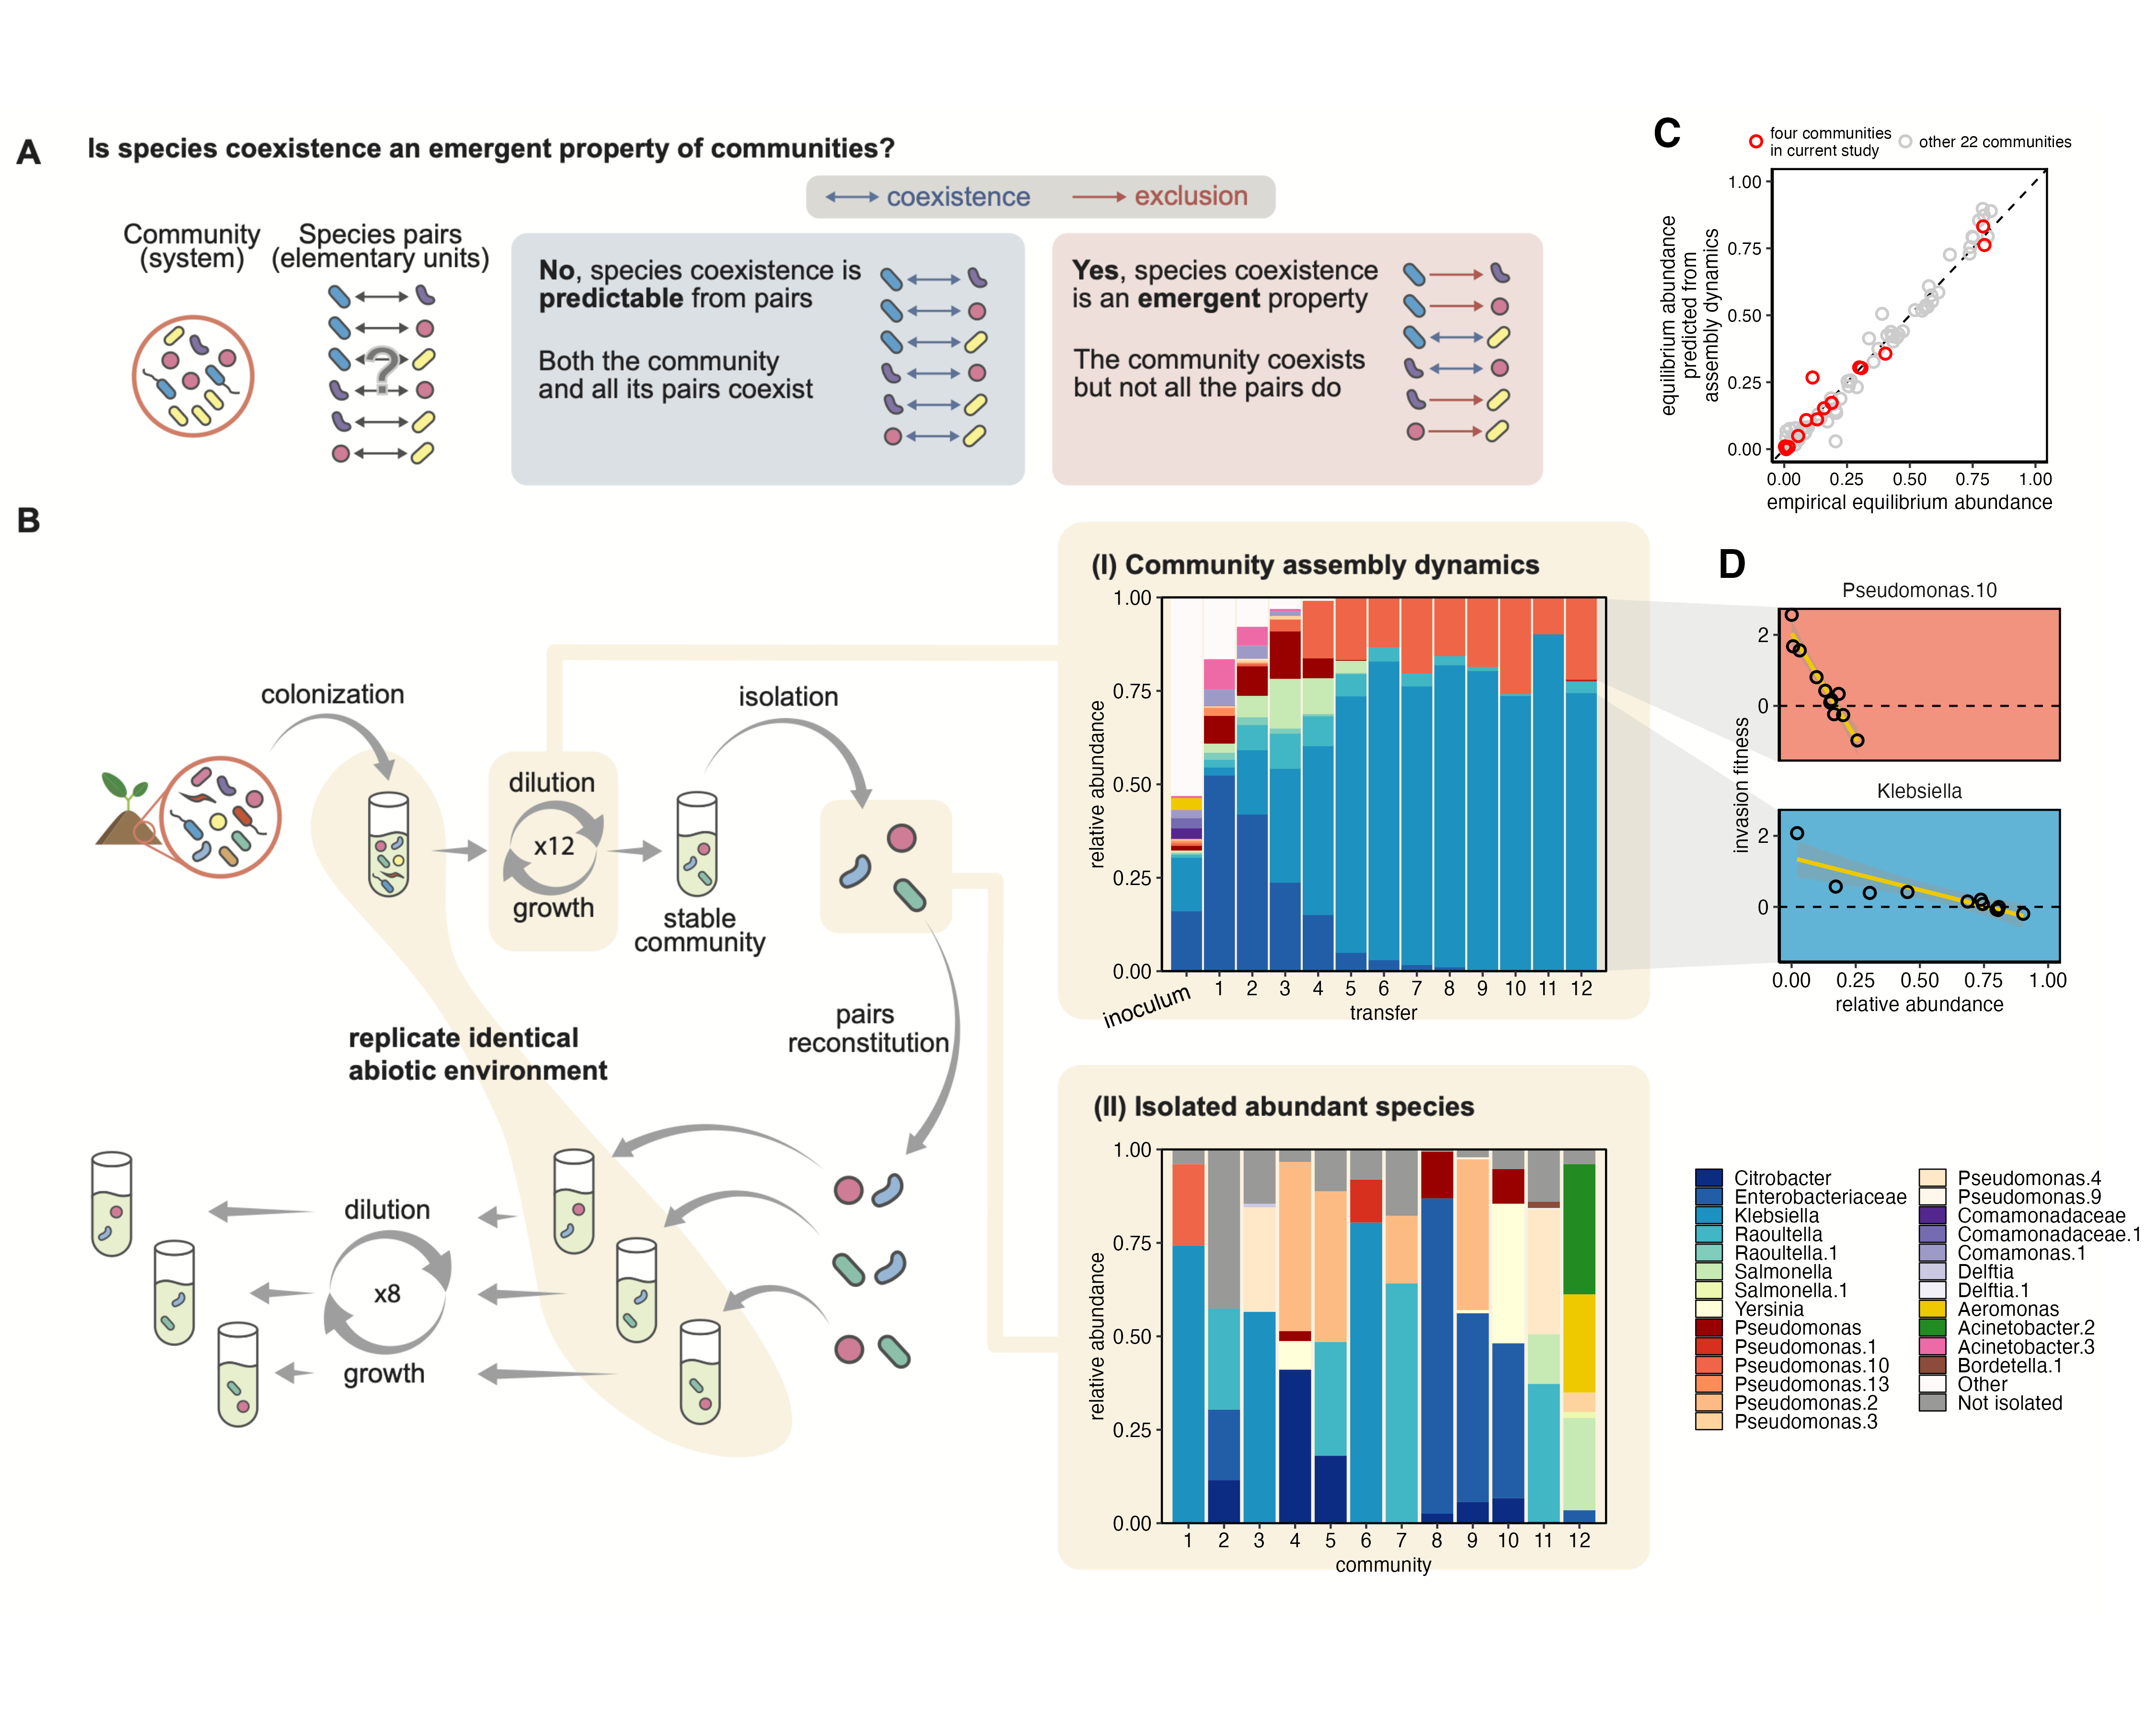 A
Is species coexistence an emergent property of communities?
coexistence
exclusion
Community
(system)
Species pairs
(elementary units)
?
No, species coexistence is
predictable from pairs
Both the community
and all its pairs coexist
Yes, species coexistence
is an emergent property
The community coexists
but not all the pairs do
B
colonization
dilution
x12
growth
isolation
stable
community
pairs
reconstitution
replicate identical
abiotic environment
dilution
x8
growth
(I) Community assembly dynamics
relative abundance
1.00
0.75
0.50
0.25
0.00
inoculum
1
2
3
4
5
6
7
8
9
10
11
12
transfer
(II) Isolated abundant species
relative abundance
1.00
0.75
0.50
0.25
0.00
1
2
3
4
5
6
7
8
9
10
11
12
community
C
four communities
in current study
other 22 communities
equilibrium abundance
predicted from
assembly dynamics
1.00
0.75
0.50
0.25
0.00
0.00
0.25
0.50
0.75
1.00
empirical equilibrium abundance
D
Pseudomonas.10
2
0
invasion fitness
Klebsiella
2
0
0.00
0.25
0.50
0.75
1.00
relative abundance
Citrobacter
Enterobacteriaceae
Klebsiella
Raoultella
Raoultella.1
Salmonella
Salmonella.1
Yersinia
Pseudomonas
Pseudomonas.1
Pseudomonas.10
Pseudomonas.13
Pseudomonas.2
Pseudomonas.3
Pseudomonas.4
Pseudomonas.9
Comamonadaceae
Comamonadaceae.1
Comamonas.1
Delftia
Delftia.1
Aeromonas
Acinetobacter.2
Acinetobacter.3
Bordetella.1
Other
Not isolated